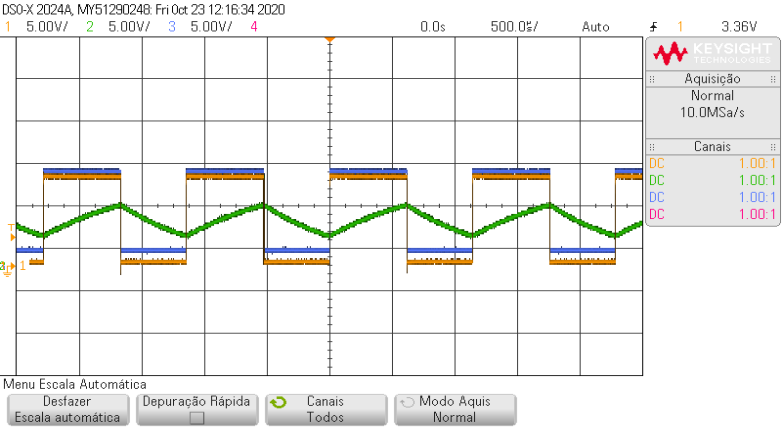 DSO-X 2024A, MY51290248: Fri Oct 23 12:16:34 2020
1 5.00V/ 2 5.00V/ 3 5.00V/ 4 0.0s 500.0㎲/ Auto 1 3.36V
KEYSIGHT
TECHNOLOGIES
Aquisição
Normal
10.0MSa/s
Canais
DC 1.00:1
DC 1.00:1
DC 1.00:1
DC 1.00:1
T
3 1
Menu Escala Automática
Desfazer
Escala automática
Depuração Rápida
Canais
Todos
Modo Aquis
Normal